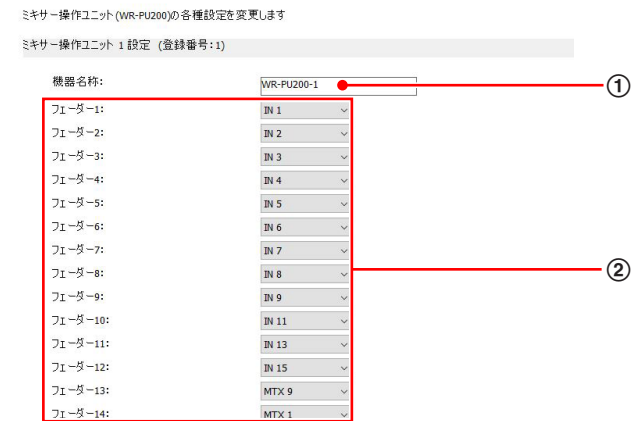 ミキサー操作ユニット(WR-PU200)の各種設定を変更します
ミキサー操作ユニット 1 設定 (登録番号:1)
機器名称: WR-PU200-1 ①
フェーダー1: IN 1
フェーダー2: IN 2
フェーダー3: IN 3
フェーダー4: IN 4
フェーダー5: IN 5
フェーダー6: IN 6
フェーダー7: IN 7
フェーダー8: IN 8 ②
フェーダー9: IN 9
フェーダー10: IN 11
フェーダー11: IN 13
フェーダー12: IN 15
フェーダー13: MTX 9
フェーダー14: MTX 1